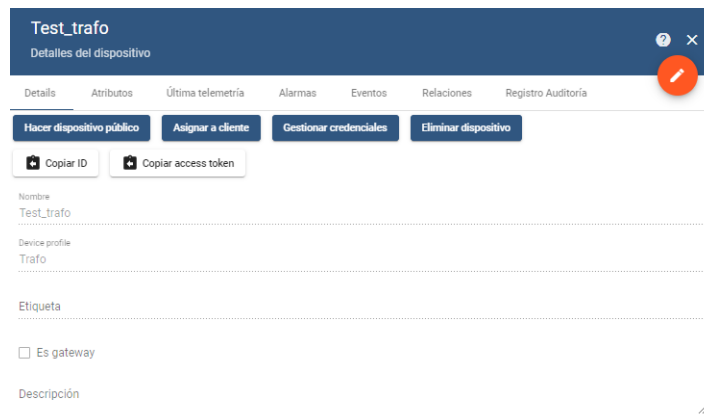 Test_trafo
Detalles del dispositivo
Details Atributos Última telemetría Alarmas Eventos Relaciones Registro Auditoría
Hacer dispositivo público Asignar a cliente Gestionar credenciales Eliminar dispositivo
Copiar ID Copiar access token
Nombre
Test_trafo
Device profile
Trafo
Etiqueta
Es gateway
Descripción